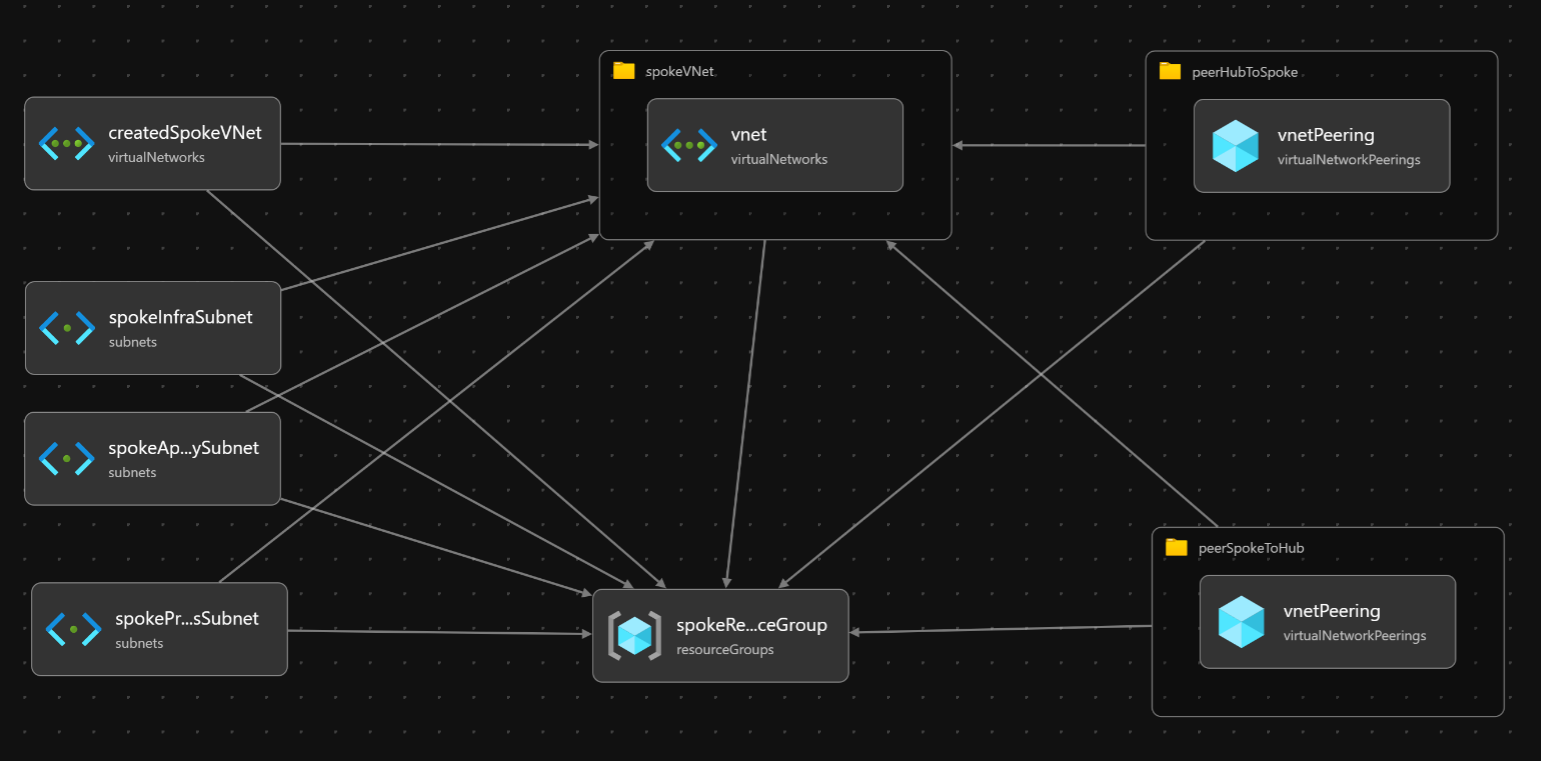 spokeVNet
peerHubToSpoke
createdSpokeVNet
virtualNetworks
vnet
virtualNetworks
vnetPeering
virtualNetworkPeerings
spokeInfraSubnet
subnets
spokeAp...ySubnet
subnets
peerSpokeToHub
spokePr...sSubnet
subnets
spokeRe...ceGroup
resourceGroups
vnetPeering
virtualNetworkPeerings